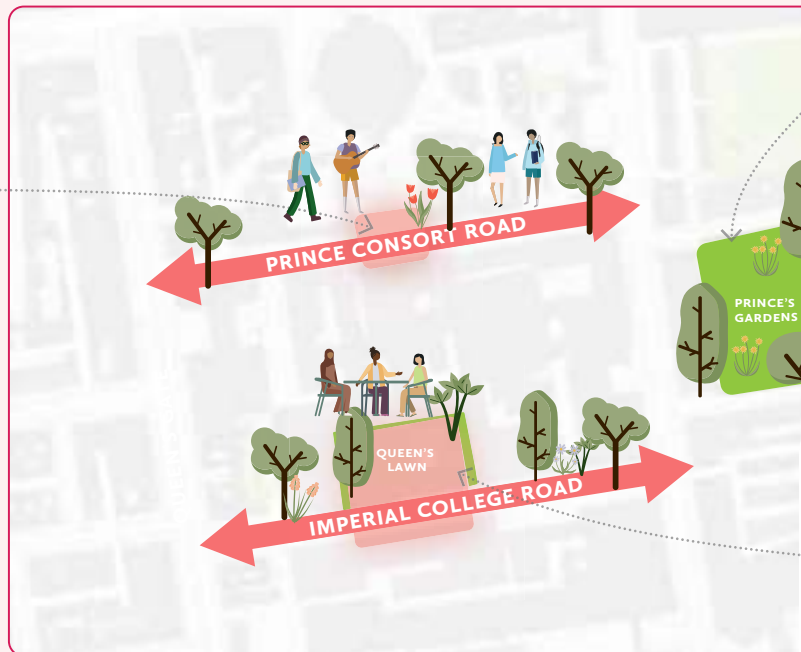 PRINCE CONSORT ROAD
PRINCE'S
GARDENS
QUEEN'S
LAWN
IMPERIAL COLLEGE ROAD